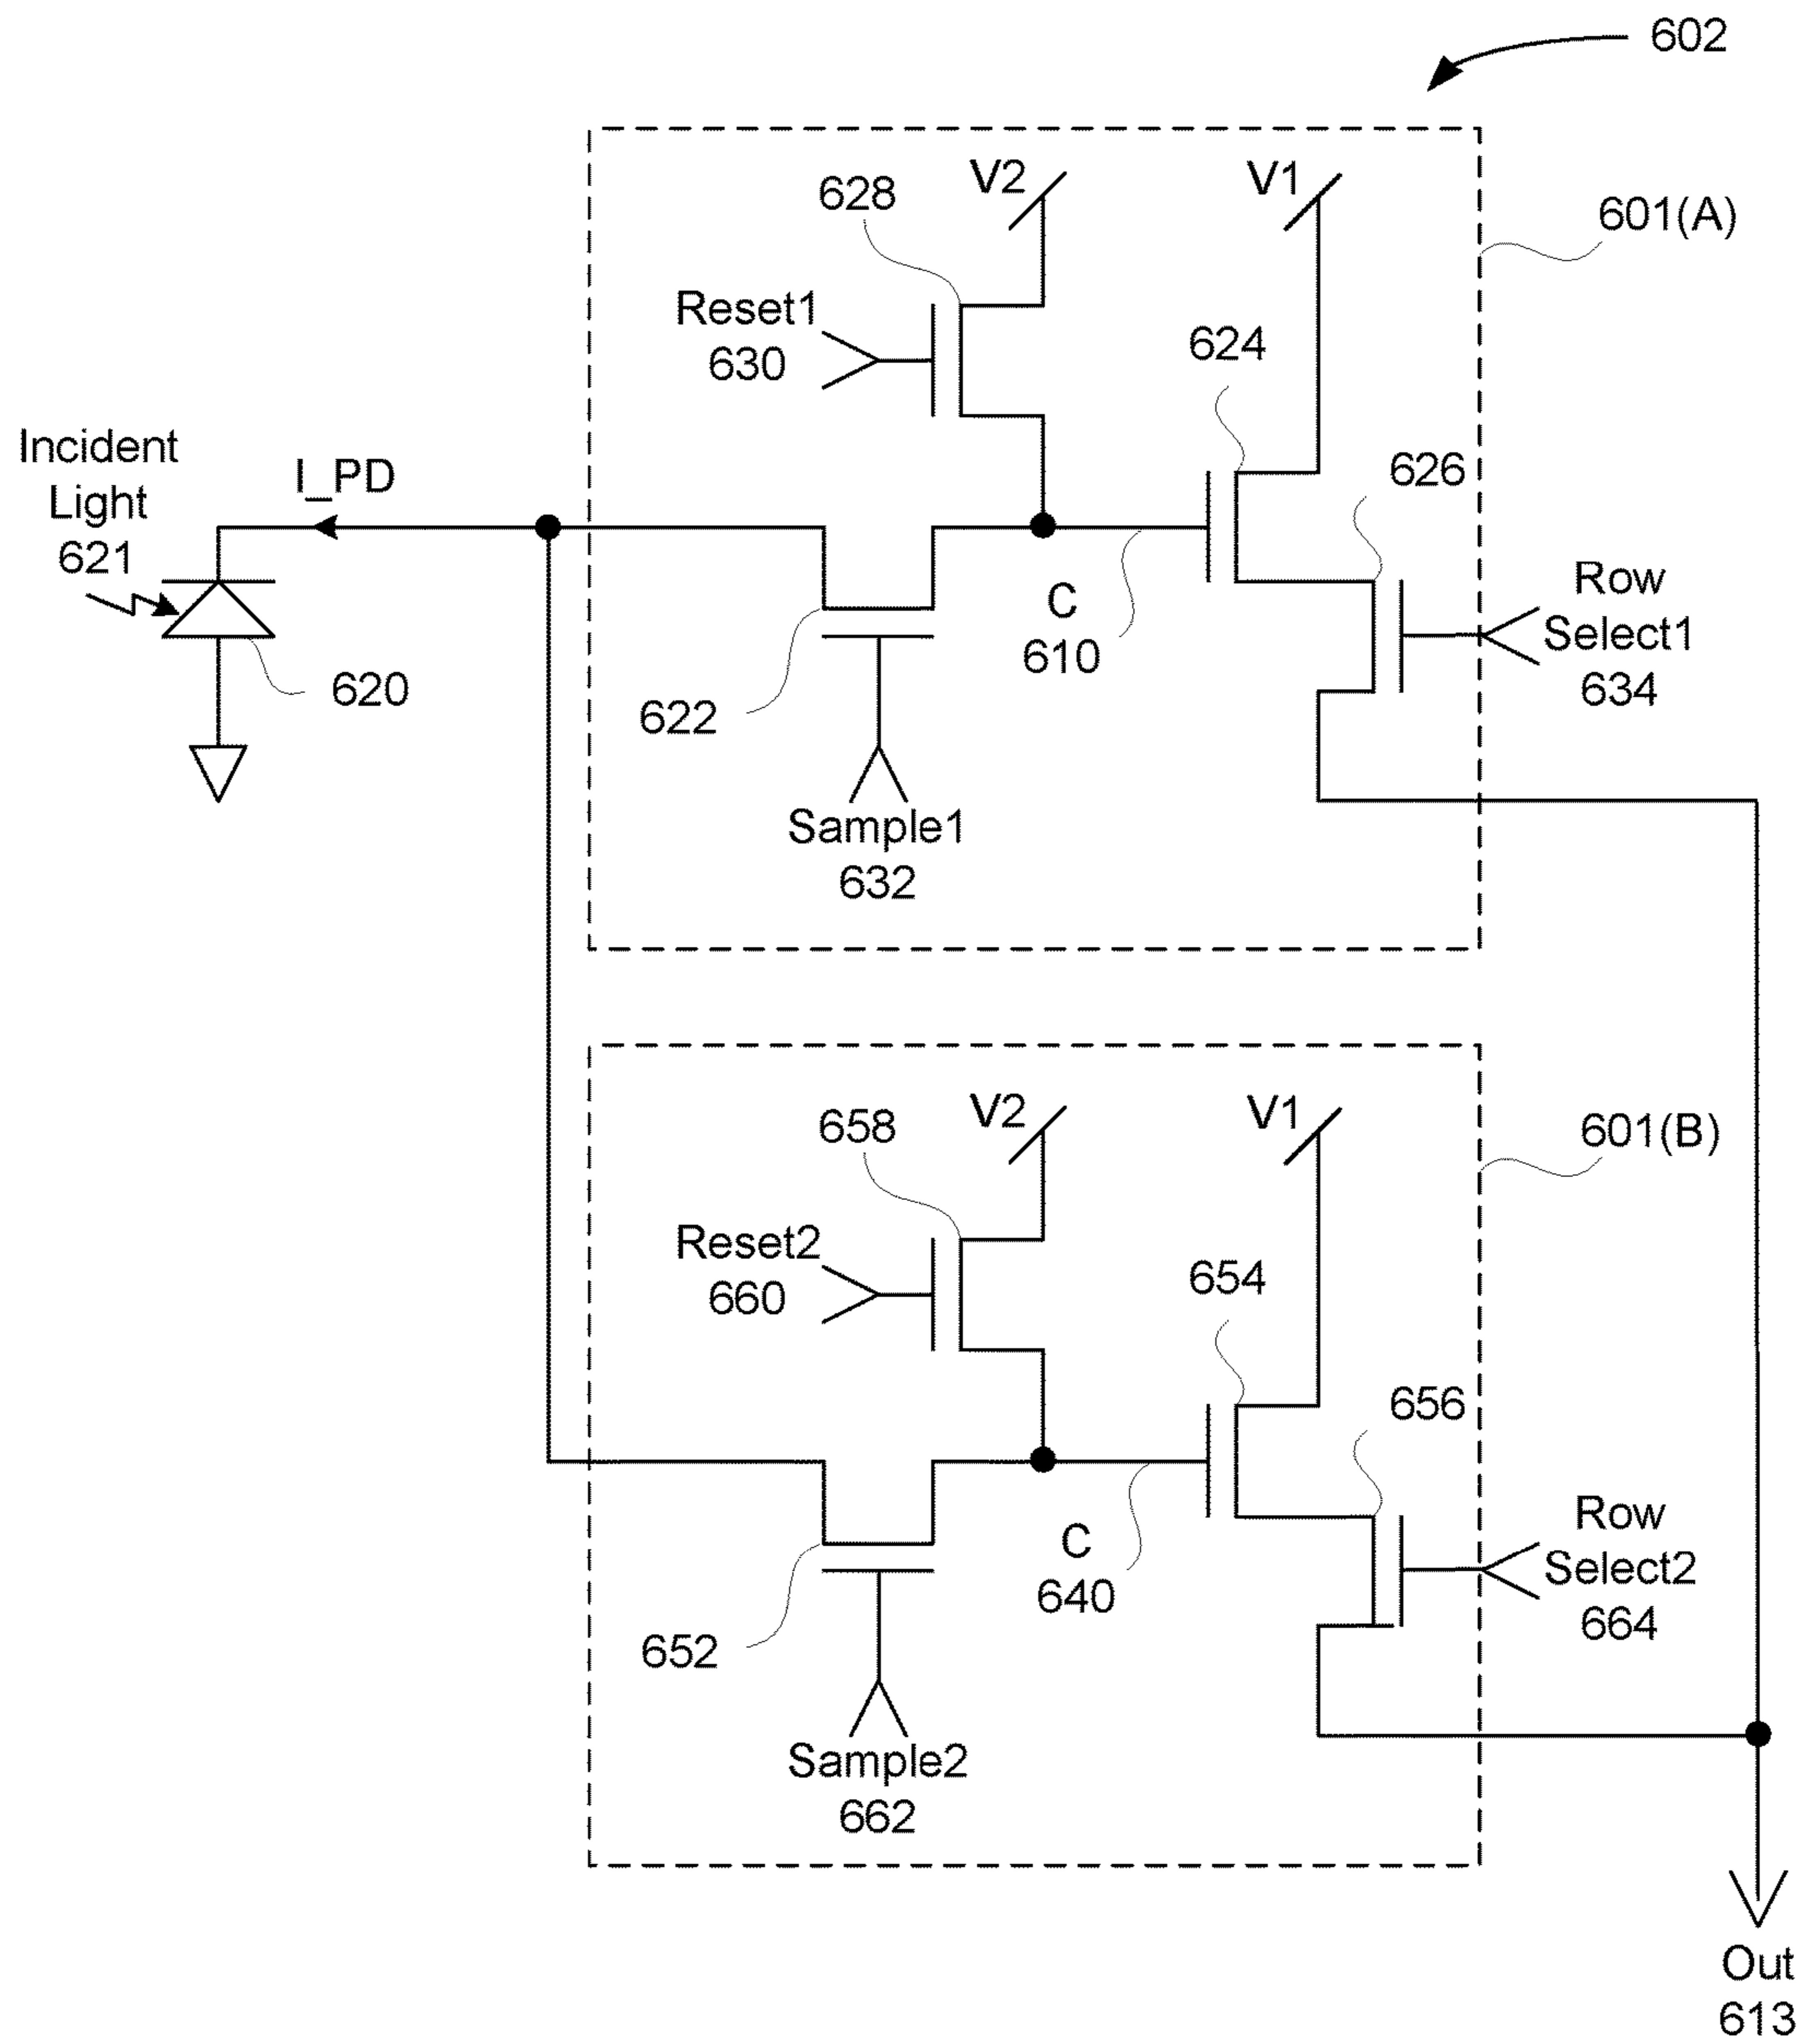 602
V2
V1
628
601(A)
Reset1
630
624
Incident
Light
621
I_PD
626
C
610
Row
Select1
634
620
622
Sample1
632
V2
V1
658
601(B)
Reset2
660
654
656
C
640
Row
Select2
664
652
Sample2
662
Out
613